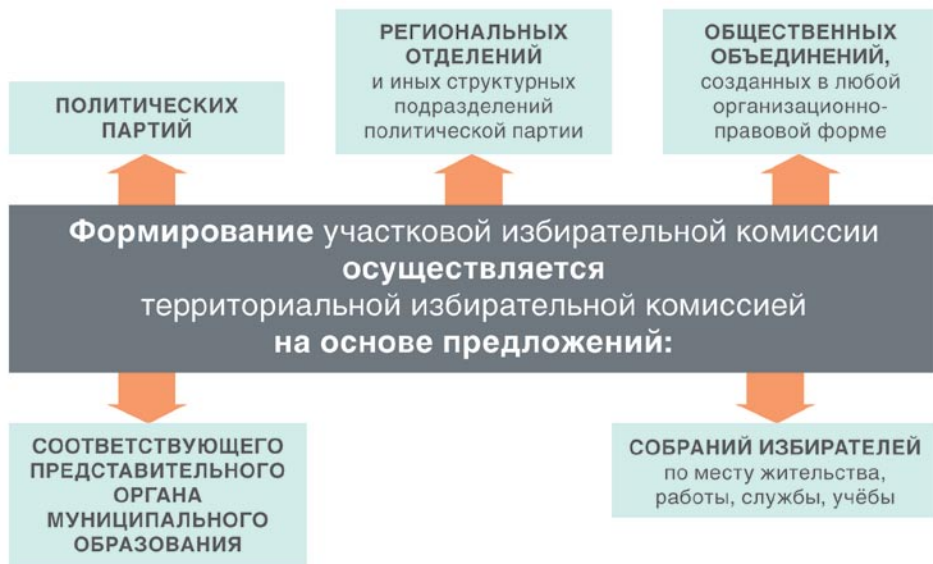 ПОЛИТИЧЕСКИХ
ПАРТИЙ
РЕГИОНАЛЬНЫХ
ОТДЕЛЕНИЙ
и иных структурных
подразделений
политической партии
ОБЩЕСТВЕННЫХ
ОБЪЕДИНЕНИЙ,
созданных в любой
организационно-
правовой форме
Формирование участковой избирательной комиссии
осуществляется
территориальной избирательной комиссией
на основе предложений:
СООТВЕТСТВУЮЩЕГО
ПРЕДСТАВИТЕЛЬНОГО
ОРГАНА
МУНИЦИПАЛЬНОГО
ОБРАЗОВАНИЯ
СОБРАНИЙ ИЗБИРАТЕЛЕЙ
по месту жительства,
работы, службы, учёбы